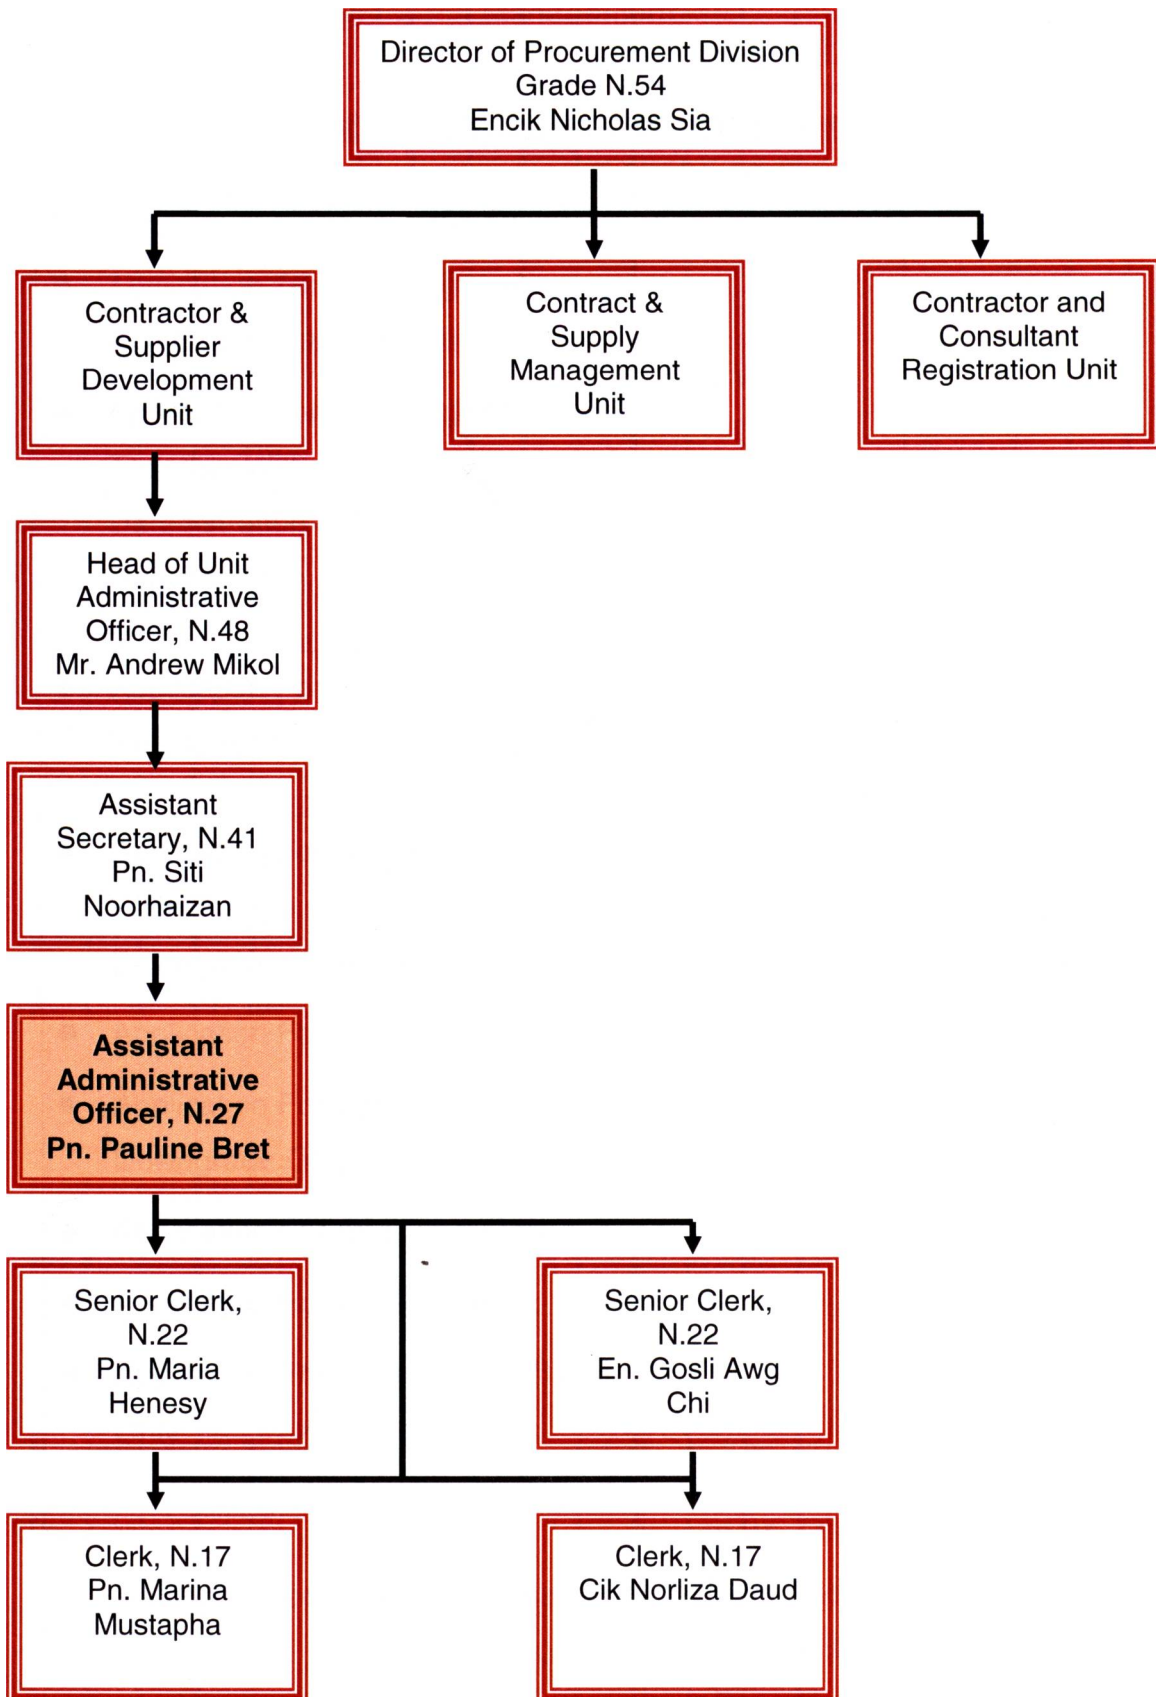 Director of Procurement Division
Grade N.54
Encik Nicholas Sia
Contractor &
Supplier
Development
Unit
Contract &
Supply
Management
Unit
Contractor and
Consultant
Registration Unit
Head of Unit
Administrative
Officer, N.48
Mr. Andrew Mikol
Assistant
Secretary, N.41
Pn. Siti
Noorhaizan
Assistant
Administrative
Officer, N.27
Pn. Pauline Bret
Senior Clerk,
N.22
Pn. Maria
Henesy
Senior Clerk,
N.22
En. Gosli Awg
Chi
Clerk, N.17
Pn. Marina
Mustapha
Clerk, N.17
Cik Norliza Daud